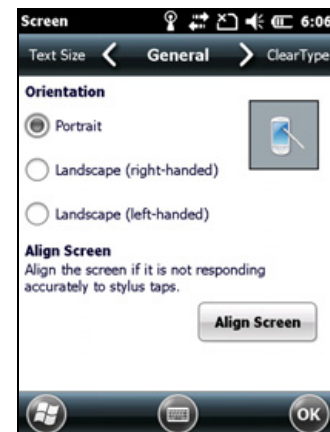 Screen 6:06
Text Size General ClearType
Orientation
Portrait
Landscape (right-handed)
Landscape (left-handed)
Align Screen
Align the screen if it is not responding
accurately to stylus taps.
Align Screen
OK